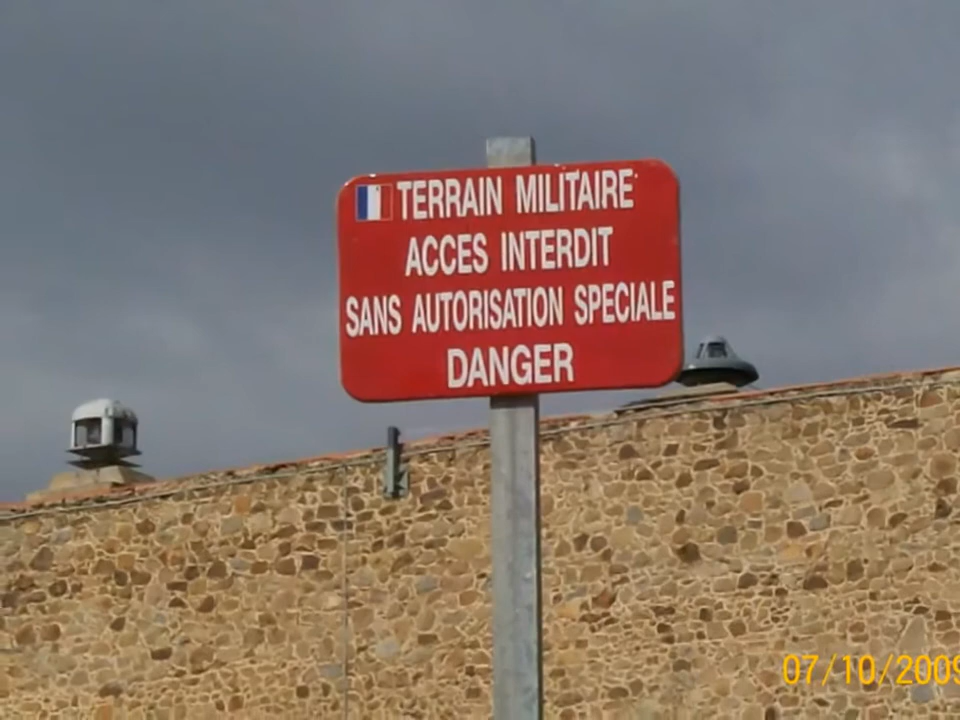 TERRAIN MILITAIRE
ACCES INTERDIT
SANS AUTORISATION SPECIALE
DANGER
07/10/2009